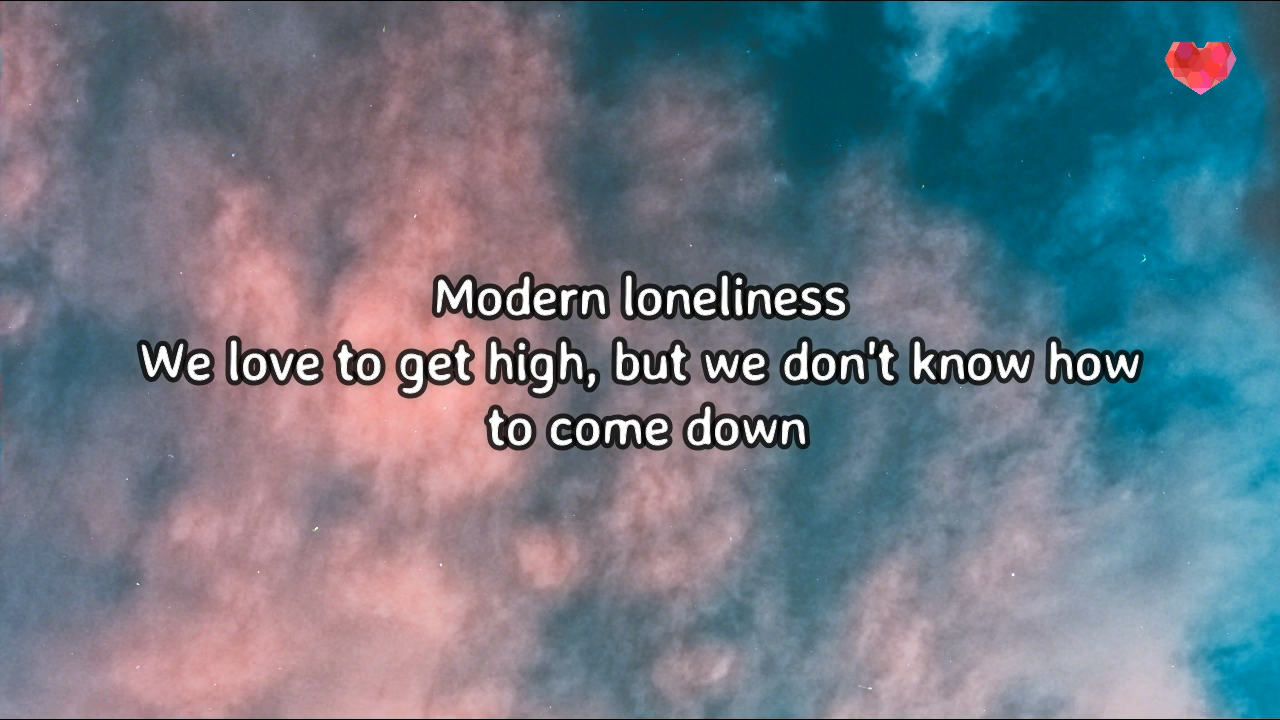 Modern loneliness
We love to get high, but we don't know how
to come down